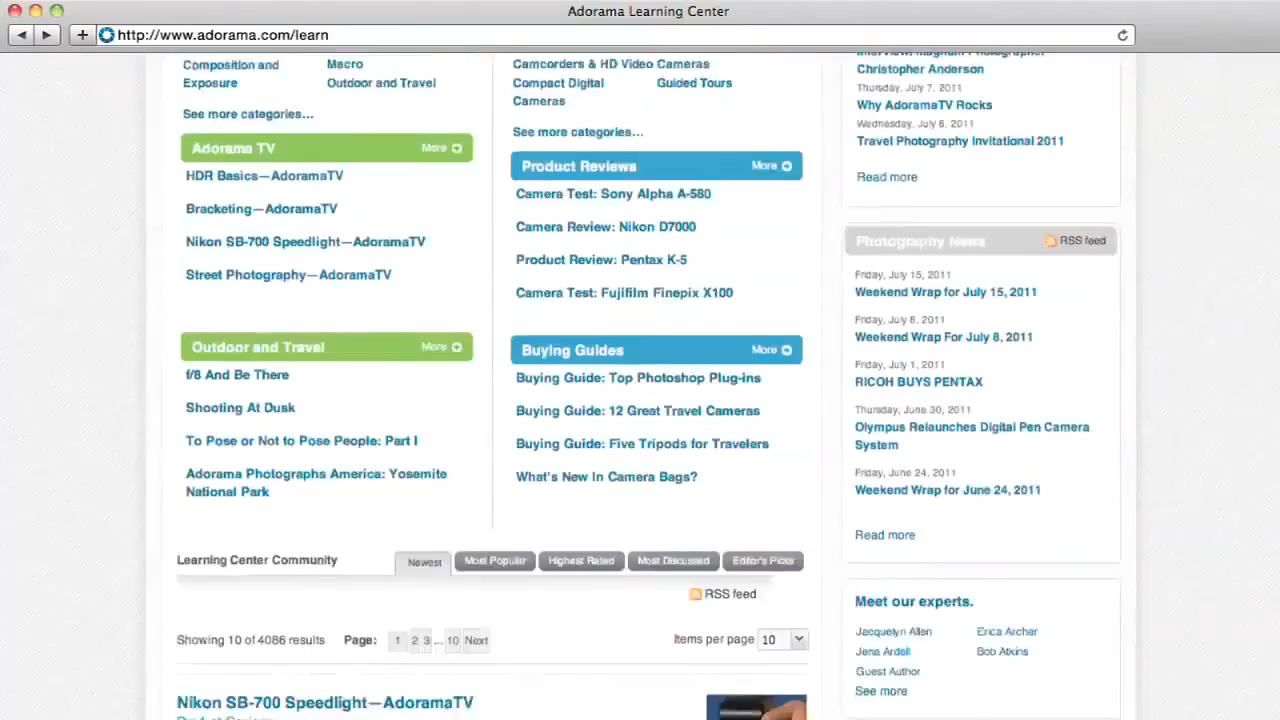 Adorama Learning Center
http://www.adorama.com/learn
Composition and
Exposure
Macro
Outdoor and Travel
See more categories...
Adorama TV
More
HDR Basics—AdoramaTV
Bracketing—AdoramaTV
Nikon SB-700 Speedlight—AdoramaTV
Street Photography—AdoramaTV
Outdoor and Travel
More
f/8 And Be There
Shooting At Dusk
To Pose or Not to Pose People: Part I
Adorama Photographs America: Yosemite
National Park
Camcorders & HD Video Cameras
Compact Digital
Cameras
Guided Tours
See more categories...
Product Reviews
More
Camera Test: Sony Alpha A-580
Camera Review: Nikon D7000
Product Review: Pentax K-5
Camera Test: Fujifilm Finepix X100
Buying Guides
More
Buying Guide: Top Photoshop Plug-ins
Buying Guide: 12 Great Travel Cameras
Buying Guide: Five Tripods for Travelers
What's New In Camera Bags?
Learning Center Community
Newest
Most Popular
Highest Rated
Most Discussed
Editor's Picks
RSS feed
Showing 10 of 4086 results
Page: 1 2 3 ... 10 Next
Items per page 10
Nikon SB-700 Speedlight—AdoramaTV
Product Reviews
Interview, Magnum Photographer
Christopher Anderson
Thursday, July 7, 2011
Why AdoramaTV Rocks
Wednesday, July 6, 2011
Travel Photography Invitational 2011
Read more
Photography News
RSS feed
Friday, July 15, 2011
Weekend Wrap for July 15, 2011
Friday, July 8, 2011
Weekend Wrap For July 8, 2011
Friday, July 1, 2011
RICOH BUYS PENTAX
Thursday, June 30, 2011
Olympus Relaunches Digital Pen Camera
System
Friday, June 24, 2011
Weekend Wrap for June 24, 2011
Read more
Meet our experts.
Jacquelyn Allen
Erica Archer
Jena Ardell
Bob Atkins
Guest Author
See more